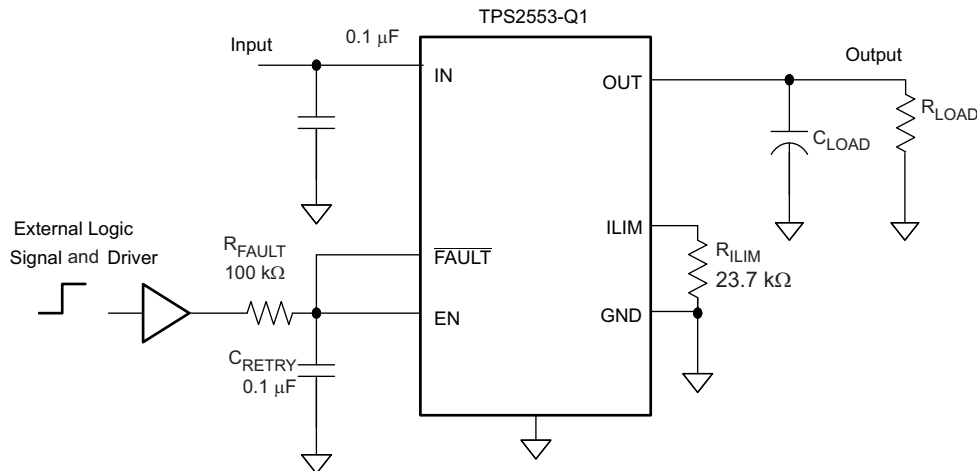 TPS2553-Q1
Input
0.1 μF
IN
OUT
Output
R_LOAD
C_LOAD
External Logic
Signal and Driver
R_FAULT
100 kΩ
FAULT
ILIM
R_ILIM
23.7 kΩ
EN
GND
C_RETRY
0.1 μF